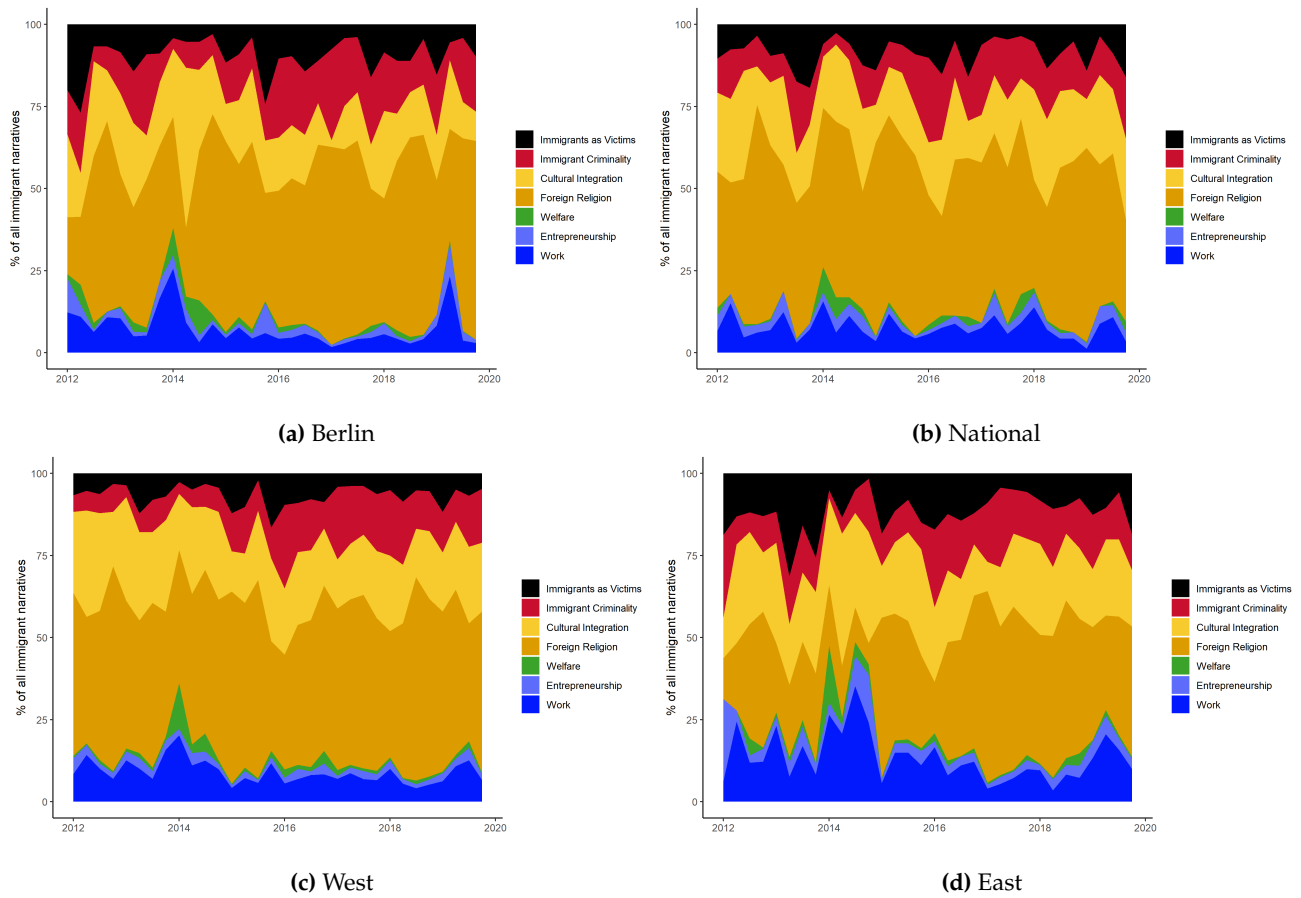 % of all immigrant narratives
100
75
50
25
0
2012 2014 2016 2018 2020
Immigrants as Victims
Immigrant Criminality
Cultural Integration
Foreign Religion
Welfare
Entrepreneurship
Work
(a) Berlin
% of all immigrant narratives
100
75
50
25
0
2012 2014 2016 2018 2020
Immigrants as Victims
Immigrant Criminality
Cultural Integration
Foreign Religion
Welfare
Entrepreneurship
Work
(b) National
% of all immigrant narratives
100
75
50
25
0
2012 2014 2016 2018 2020
Immigrants as Victims
Immigrant Criminality
Cultural Integration
Foreign Religion
Welfare
Entrepreneurship
Work
(c) West
% of all immigrant narratives
100
75
50
25
0
2012 2014 2016 2018 2020
Immigrants as Victims
Immigrant Criminality
Cultural Integration
Foreign Religion
Welfare
Entrepreneurship
Work
(d) East